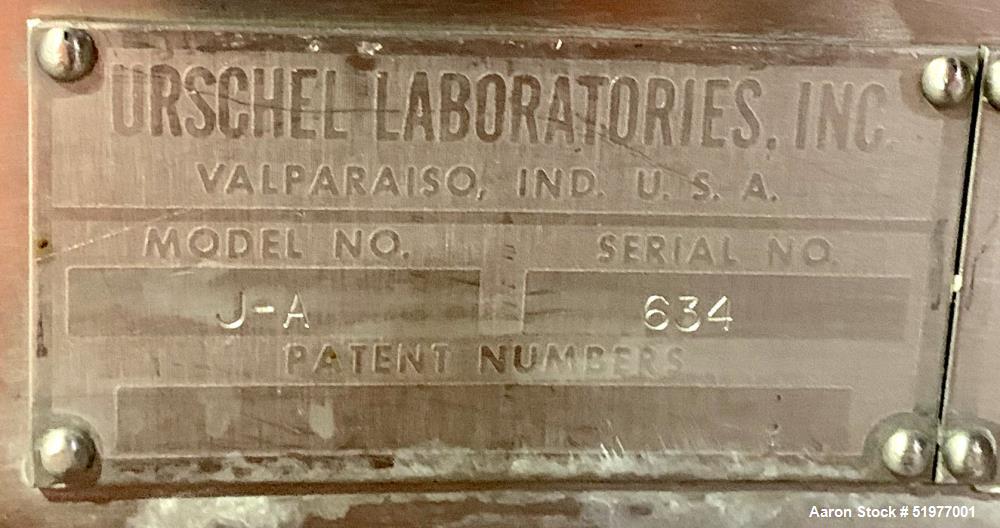 URSCHEL LABORATORIES, INC.
VALPARAISO, IND. U. S. A.
MODEL NO. SERIAL NO.
J-A 634
PATENT NUMBERS
Aaron Stock # 51977001